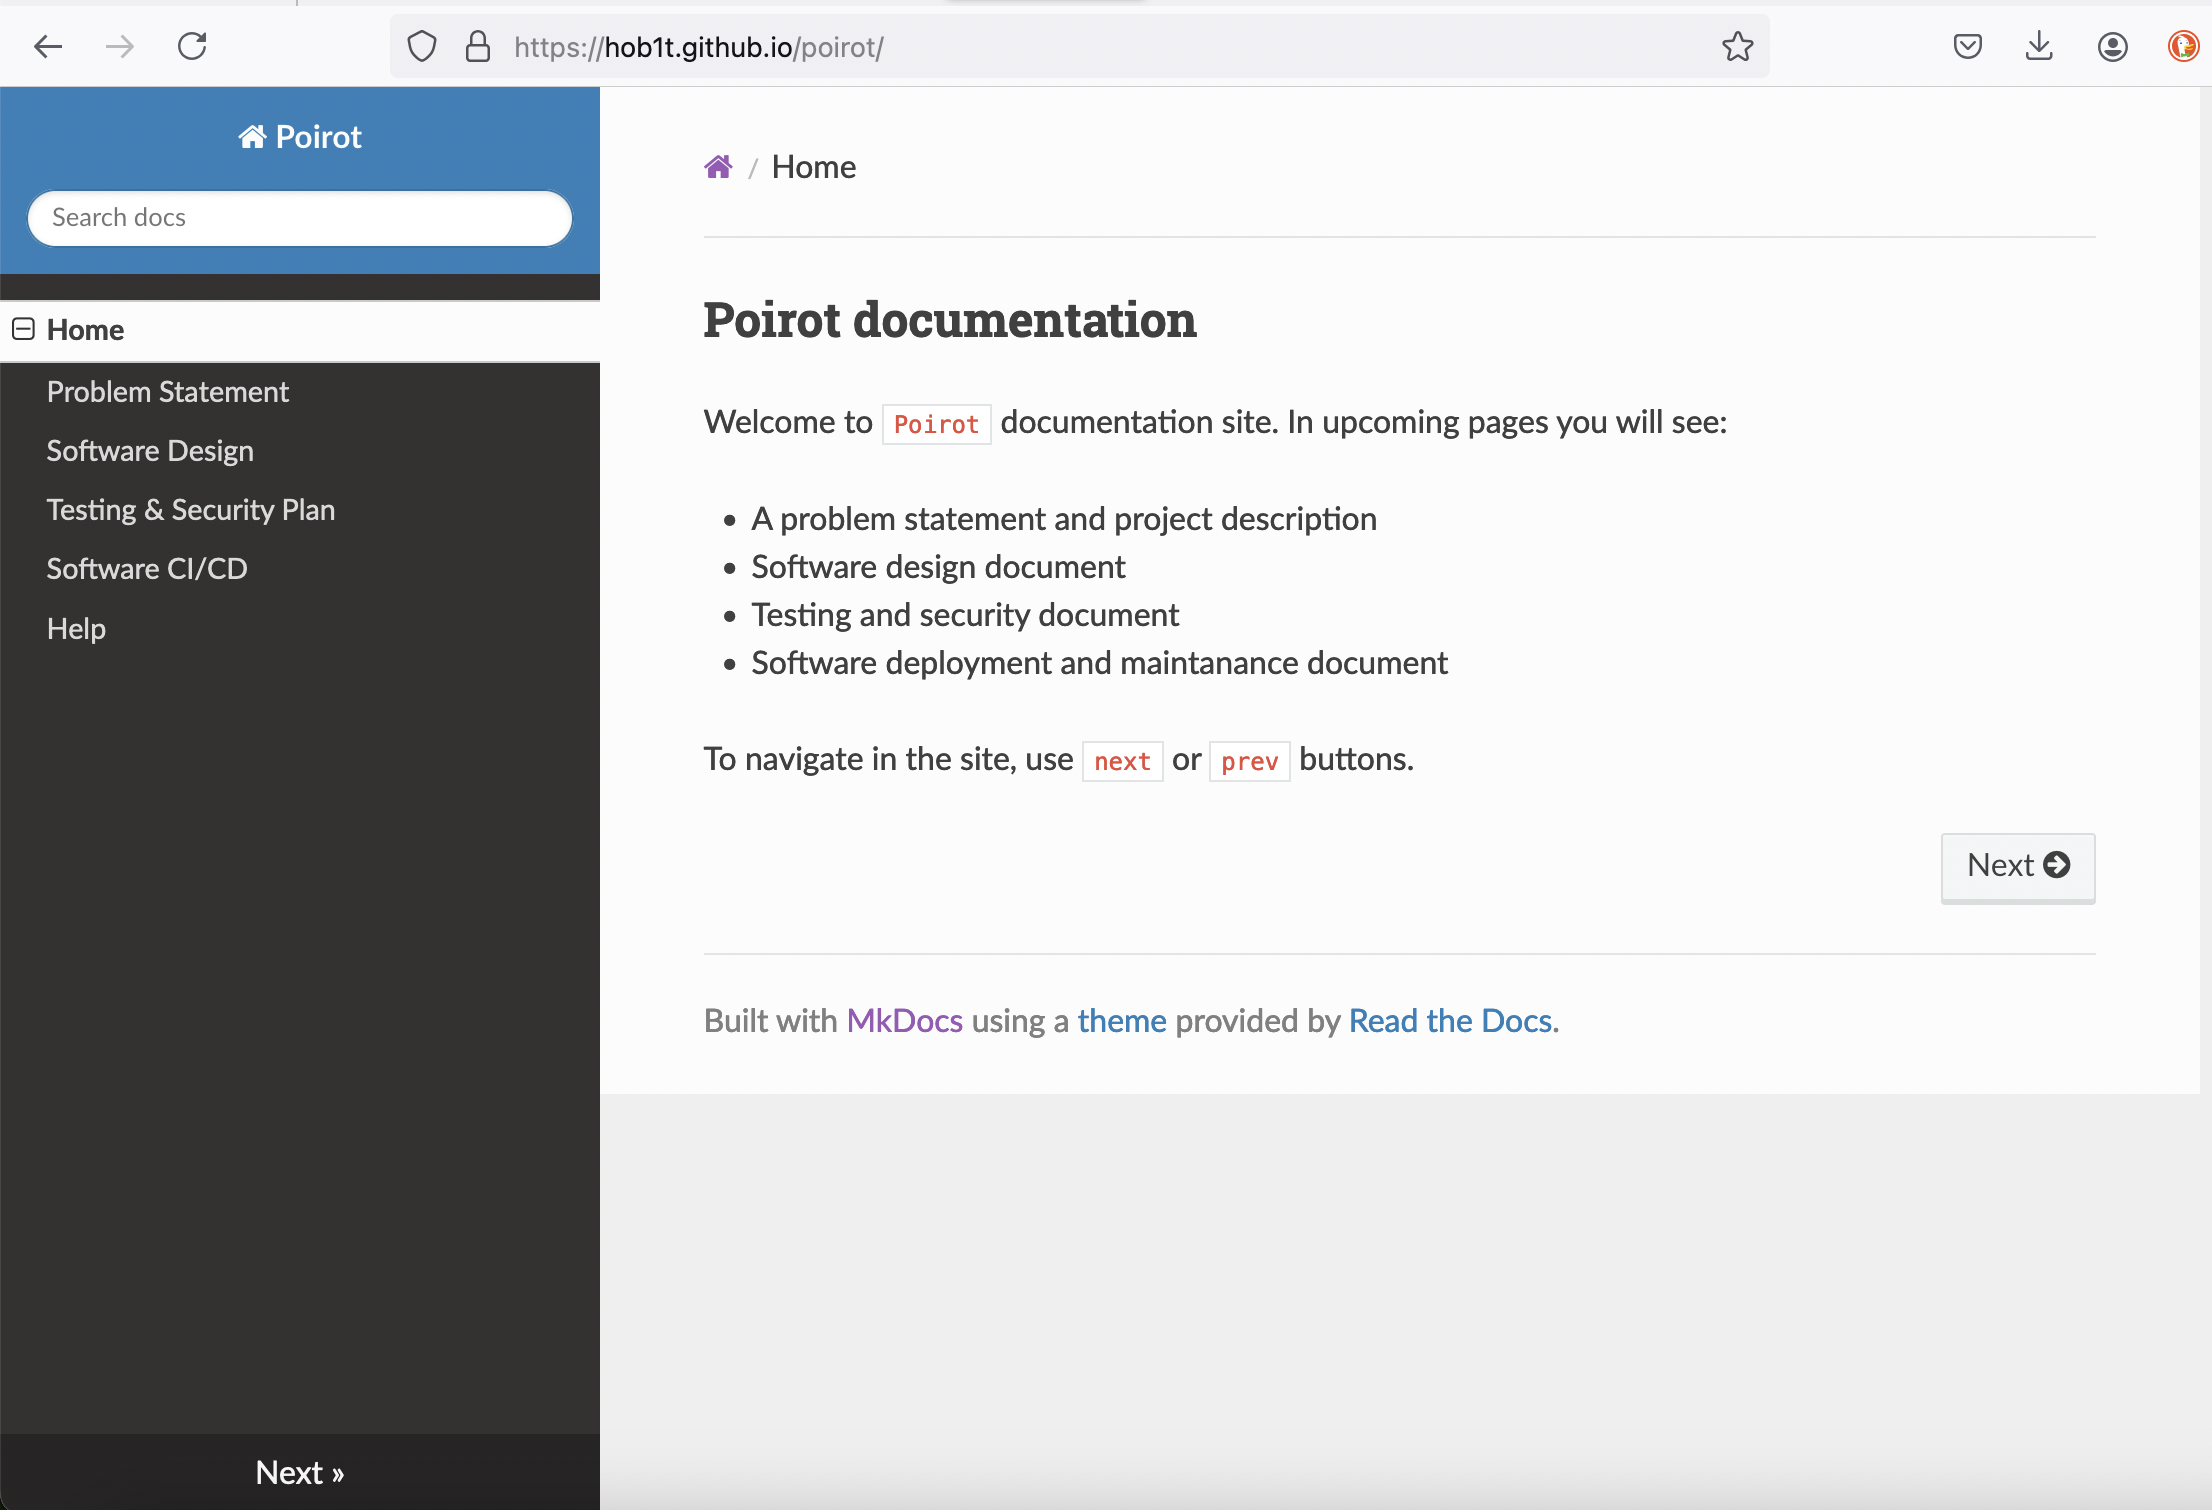 https://hob1t.github.io/poirot/
Poirot
Search docs
Home
Problem Statement
Software Design
Testing & Security Plan
Software CI/CD
Help
Next »
/ Home
Poirot documentation
Welcome to Poirot documentation site. In upcoming pages you will see:
• A problem statement and project description
• Software design document
• Testing and security document
• Software deployment and maintanance document
To navigate in the site, use next or prev buttons.
Next
Built with MkDocs using a theme provided by Read the Docs.